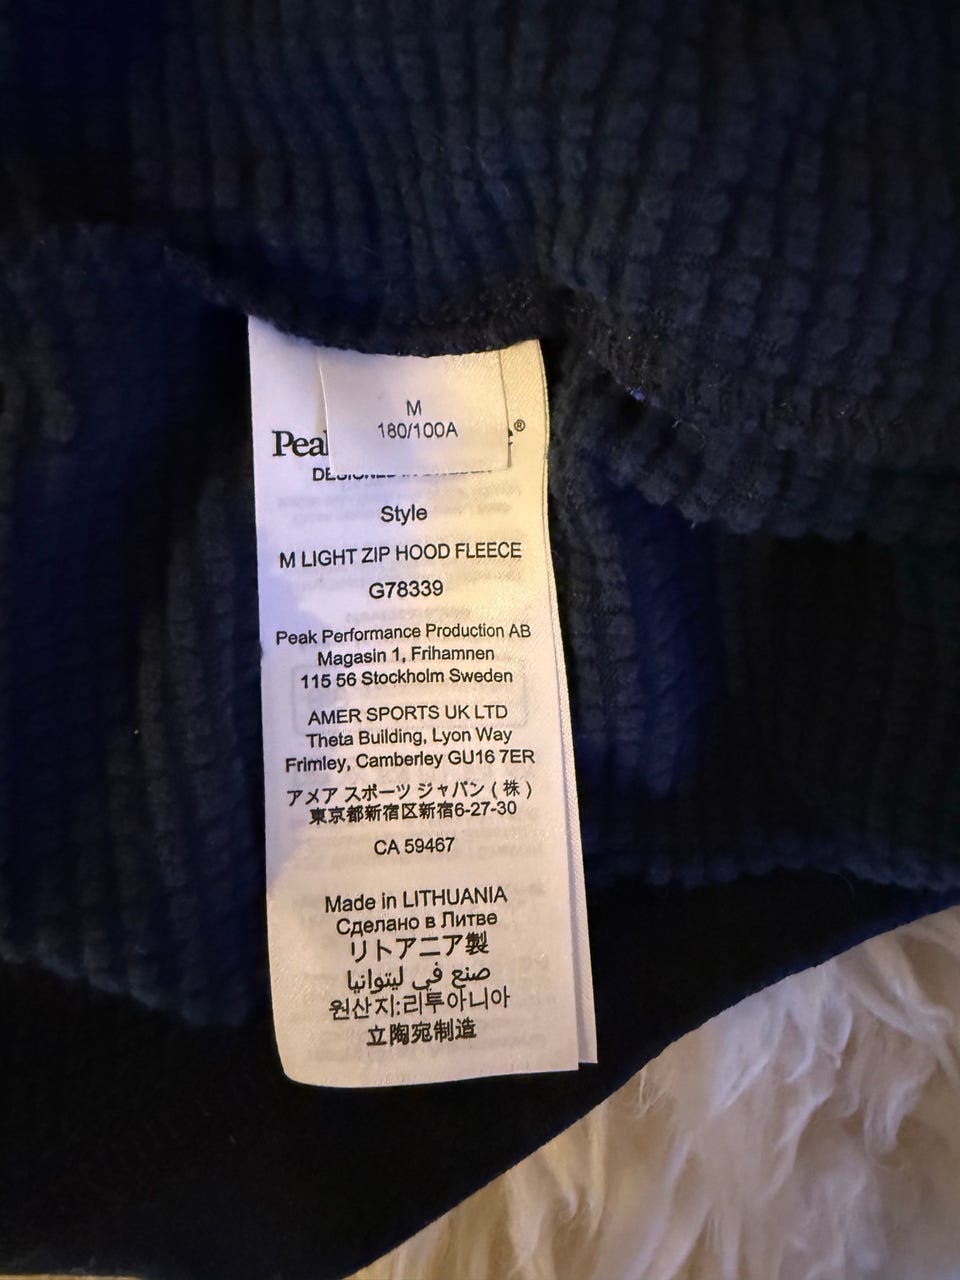 M
180/100A
Pea ®
Style
M LIGHT ZIP HOOD FLEECE
G78339
Peak Performance Production AB
Magasin 1, Frihamnen
115 56 Stockholm Sweden
AMER SPORTS UK LTD
Theta Building, Lyon Way
Frimley, Camberley GU16 7ER
アメア スポーツ ジャパン ( 株 )
東京都新宿区新宿6-27-30
CA 59467
Made in LITHUANIA
Сделано в Литве
リトアニア製
صنع في ليتوانيا
원산지:리투아니아
立陶宛制造